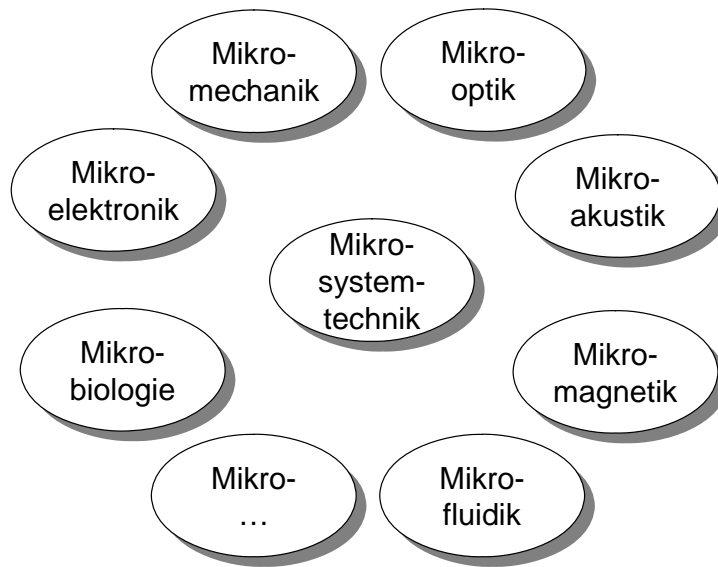 Mikro-
mechanik
Mikro-
optik
Mikro-
elektronik
Mikro-
akustik
Mikro-
system-
technik
Mikro-
biologie
Mikro-
magnetik
Mikro-
…
Mikro-
fluidik